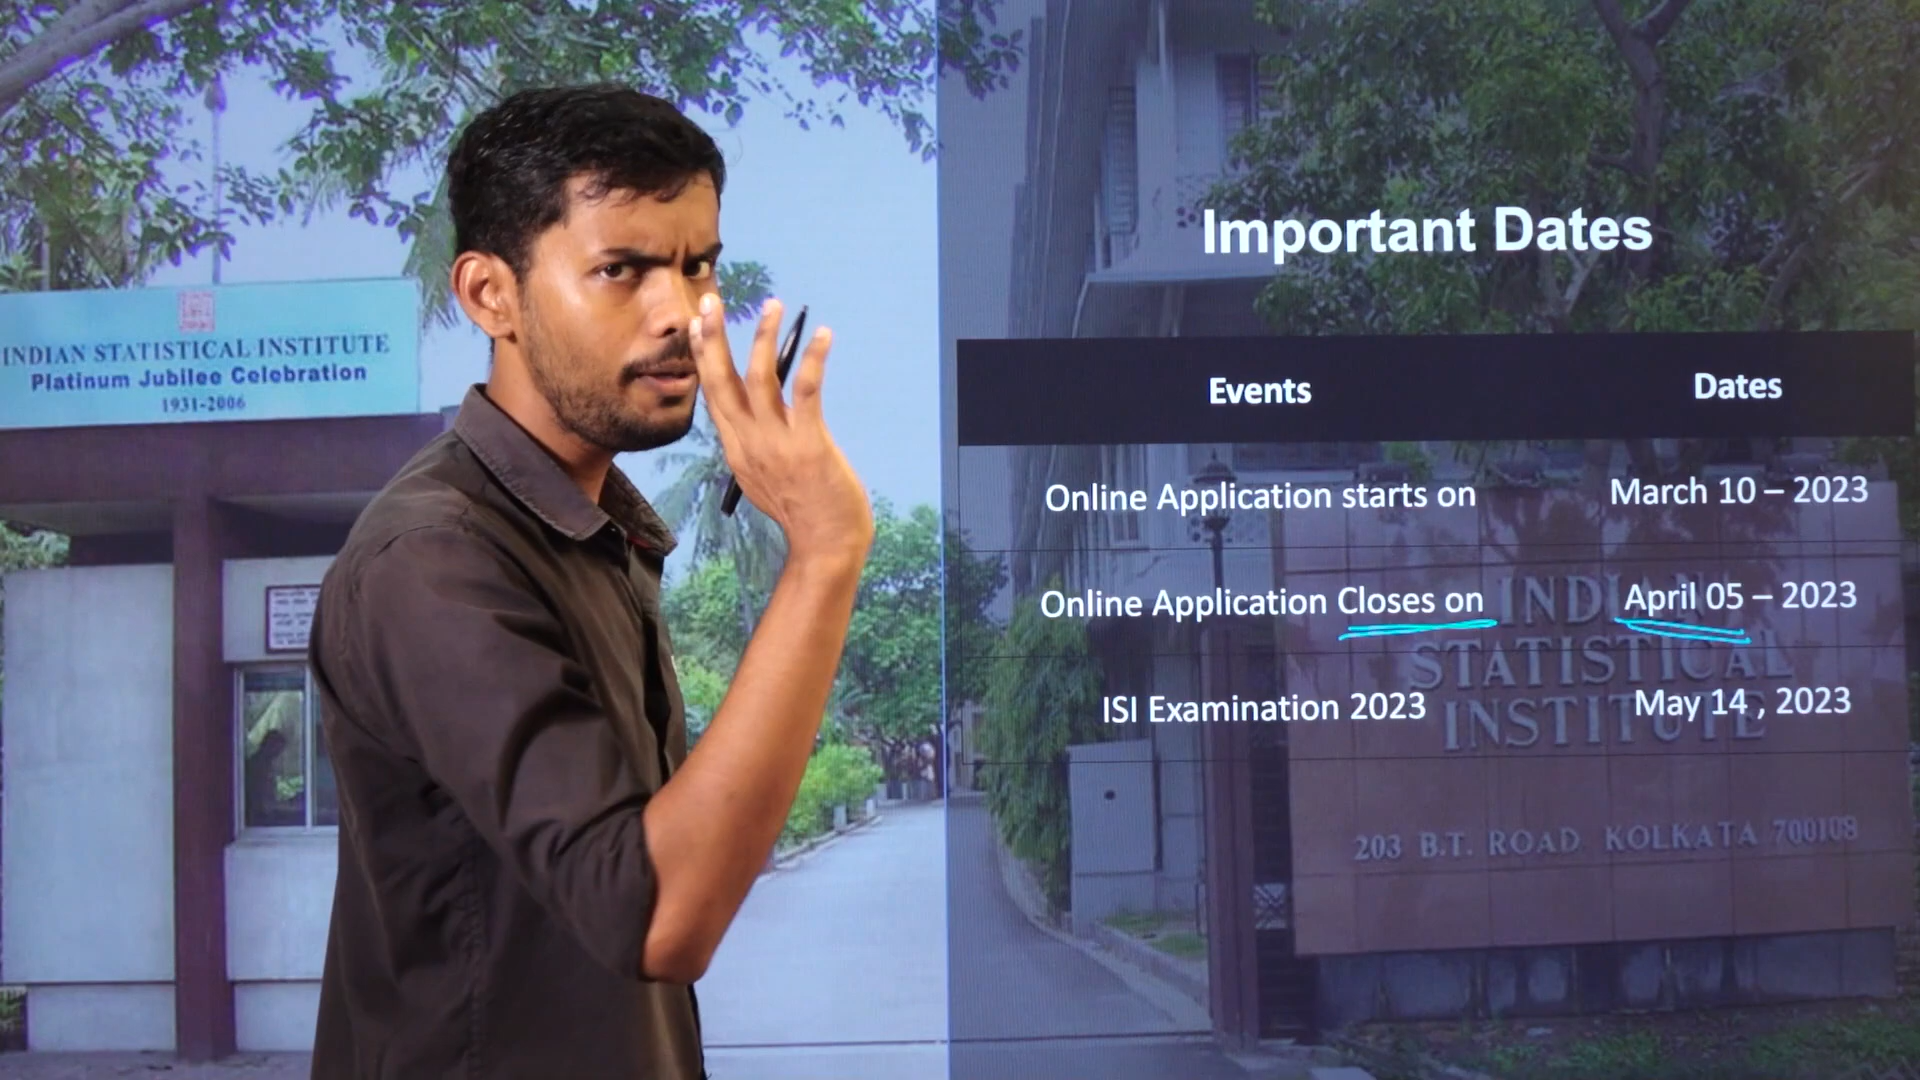 INDIAN STATISTICAL INSTITUTE
Platinum Jubilee Celebration
1931-2006
Important Dates
Events Dates
Online Application starts on March 10 – 2023
Online Application Closes on April 05 – 2023
ISI Examination 2023 May 14 , 2023
INDIAN
STATISTICAL
INSTITUTE
203 B.T. ROAD KOLKATA 700108